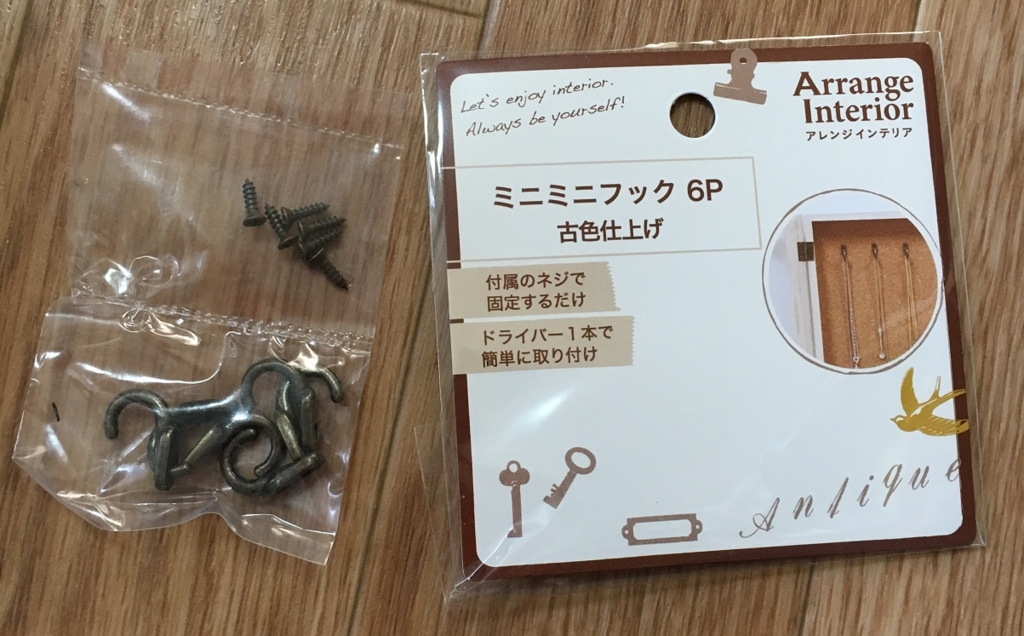 Let's enjoy interior.
Always be yourself!
Arrange
Interior
アレンジインテリア
ミニミニフック 6P
古色仕上げ
付属のネジで
固定するだけ
ドライバー1本で
簡単に取り付け
Antique